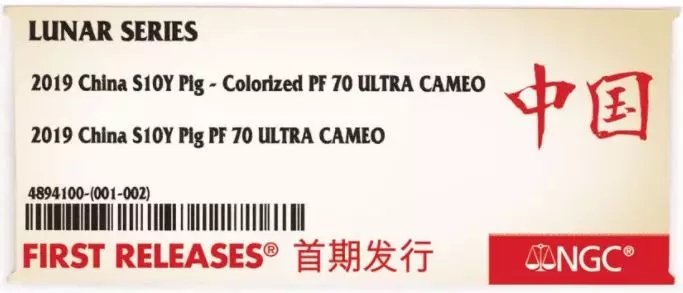 LUNAR SERIES
2019 China S10Y Pig - Colorized PF 70 ULTRA CAMEO
中国
2019 China S10Y Pig PF 70 ULTRA CAMEO
4894100-(001-002)
FIRST RELEASES® 首期发行
NGC®